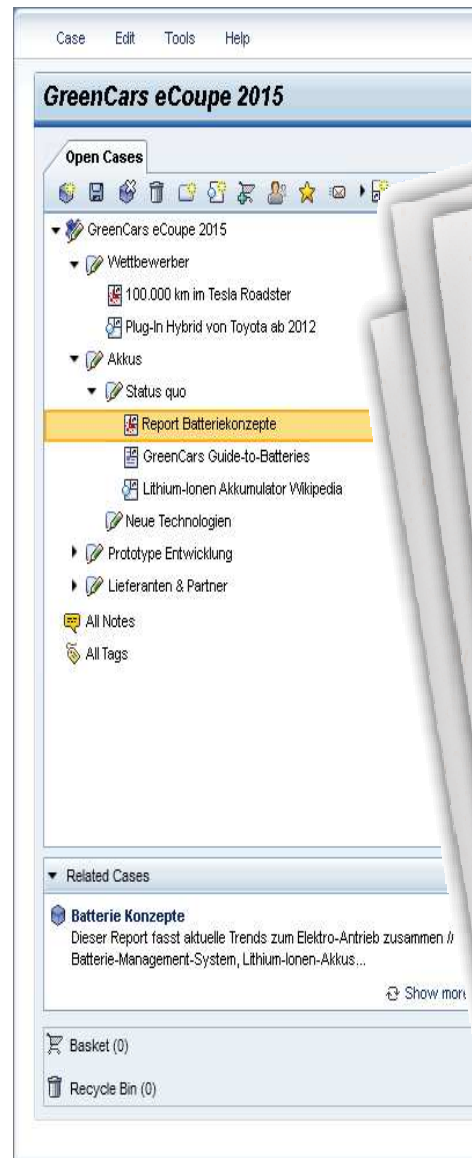 Case Edit Tools Help
GreenCars eCoupe 2015
Open Cases
GreenCars eCoupe 2015
Wettbewerber
100.000 km im Tesla Roadster
Plug-In Hybrid von Toyota ab 2012
Akkus
Status quo
Report Batteriekonzepte
GreenCars Guide-to-Batteries
Lithium-Ionen Akkumulator Wikipedia
Neue Technologien
Prototype Entwicklung
Lieferanten & Partner
All Notes
All Tags
Related Cases
Batterie Konzepte
Dieser Report fasst aktuelle Trends zum Elektro-Antrieb zusammen //
Batterie-Management-System, Lithium-Ionen-Akkus...
Show more
Basket (0)
Recycle Bin (0)